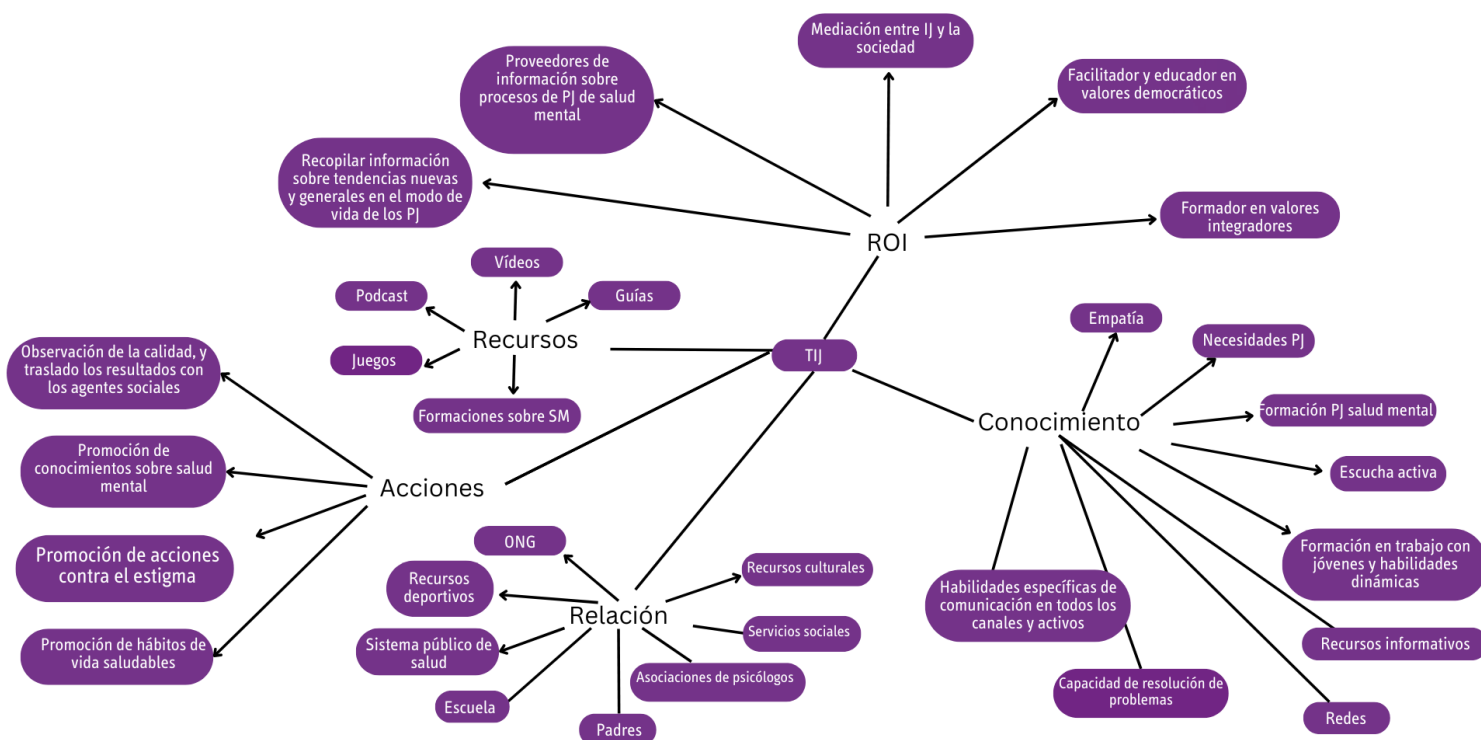 Mediación entre IJ y la
sociedad
Proveedores de
información sobre
procesos de PJ de salud
mental
Facilitador y educador en
valores democráticos
Recopilar información
sobre tendencias nuevas
y generales en el modo de
vida de los PJ
Formador en valores
integradores
ROI
Vídeos
Podcast
Guías
Recursos
Juegos
Formaciones sobre SM
TIJ
Empatía
Necesidades PJ
Conocimiento
Formación PJ salud mental
Escucha activa
Formación en trabajo con
jóvenes y habilidades
dinámicas
Habilidades específicas de
comunicación en todos los
canales y activos
Recursos informativos
Capacidad de resolución de
problemas
Redes
Observación de la calidad, y
traslado los resultados con
los agentes sociales
Promoción de
conocimientos sobre salud
mental
Acciones
Promoción de acciones
contra el estigma
Promoción de hábitos de
vida saludables
ONG
Recursos
deportivos
Recursos culturales
Relación
Sistema público de
salud
Servicios sociales
Asociaciones de psicólogos
Escuela
Padres